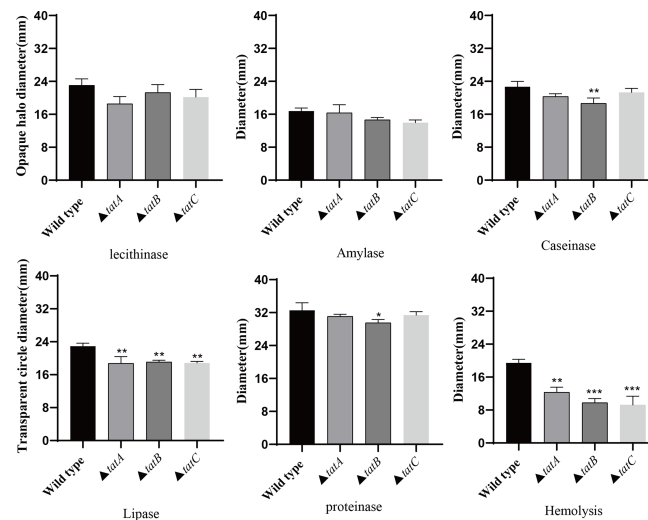 Opaque halo diameter(mm)
40
32
24
16
8
0
Wild type
▲tatA
▲tatB
▲tatC
lecithinase
Diameter(mm)
40
32
24
16
8
0
Wild type
▲tatA
▲tatB
▲tatC
Amylase
Diameter(mm)
40
32
24
16
8
0
**
Wild type
▲tatA
▲tatB
▲tatC
Caseinase
Transparent circle diameter(mm)
40
32
24
16
8
0
**
**
**
Wild type
▲tatA
▲tatB
▲tatC
Lipase
Diameter(mm)
40
32
24
16
8
0
*
Wild type
▲tatA
▲tatB
▲tatC
proteinase
Diameter(mm)
40
32
24
16
8
0
**
***
***
Wild type
▲tatA
▲tatB
▲tatC
Hemolysis